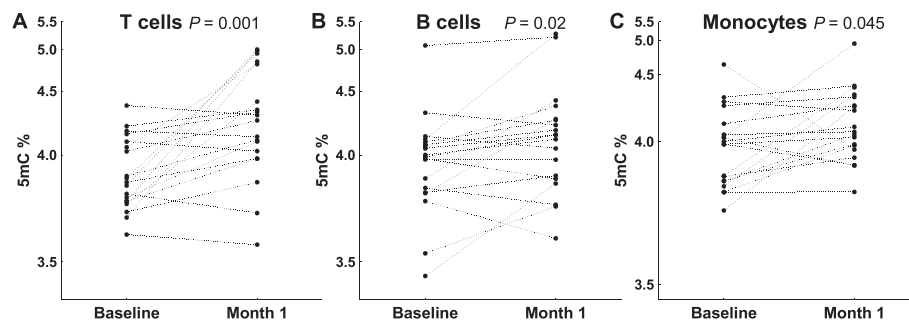 A T cells P = 0.001
5.5
5.0
4.5
4.0
3.5
5mC %
Baseline Month 1
B B cells P = 0.02
5.5
5.0
4.5
4.0
3.5
5mC %
Baseline Month 1
C Monocytes P = 0.045
5.5
5.0
4.5
4.0
3.5
5mC %
Baseline Month 1